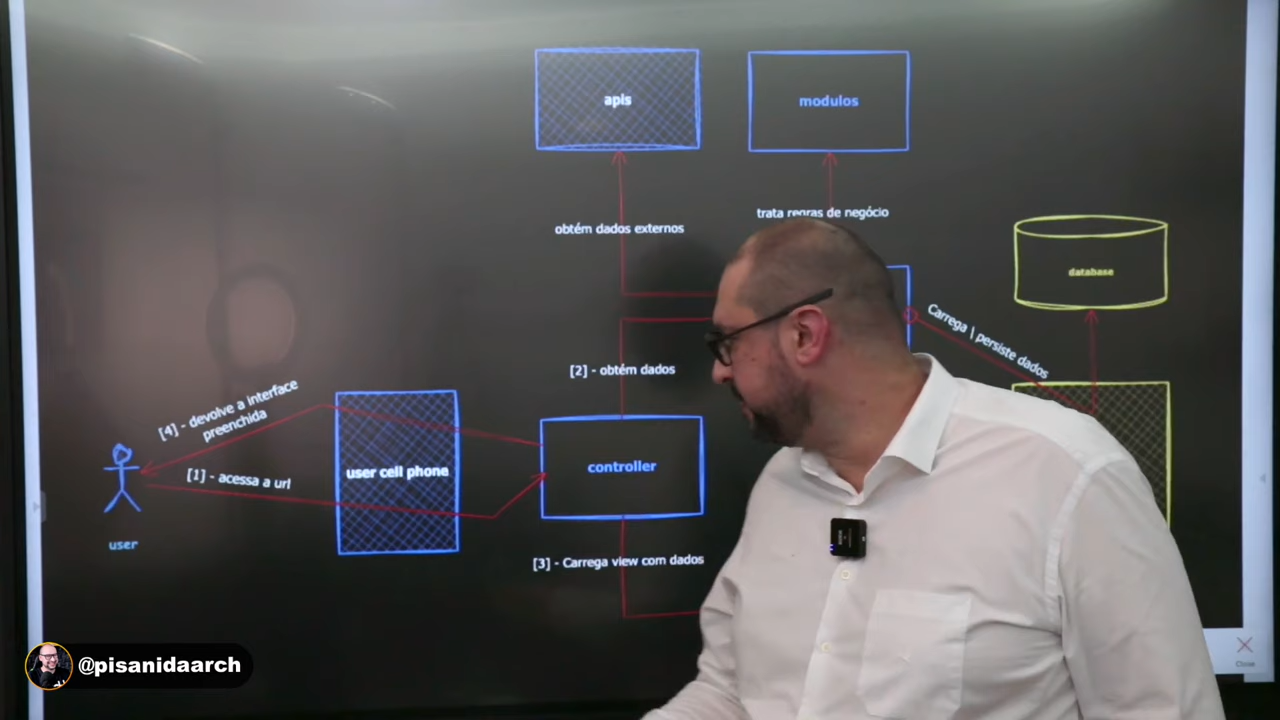 apis
modulos
trata regras de negócio
obtém dados externos
database
Carrega | persiste dados
[2] - obtém dados
[4] - devolve a interface
preenchida
user cell phone
controller
[1] - acessa a url
user
[3] - Carrega view com dados
@pisanidaarch
Close